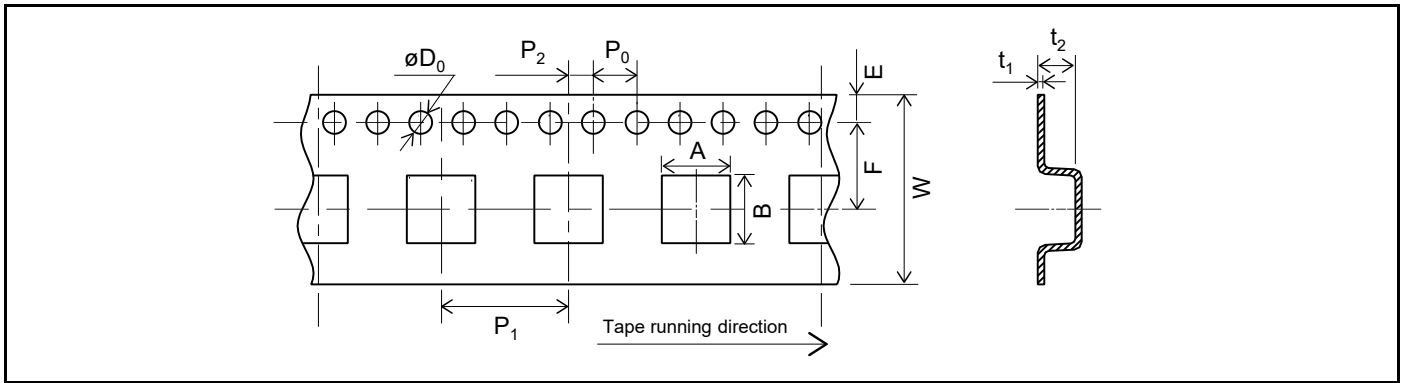 øD₀
P₂
P₀
E
t₁
t₂
A
B
F
W
P₁
Tape running direction